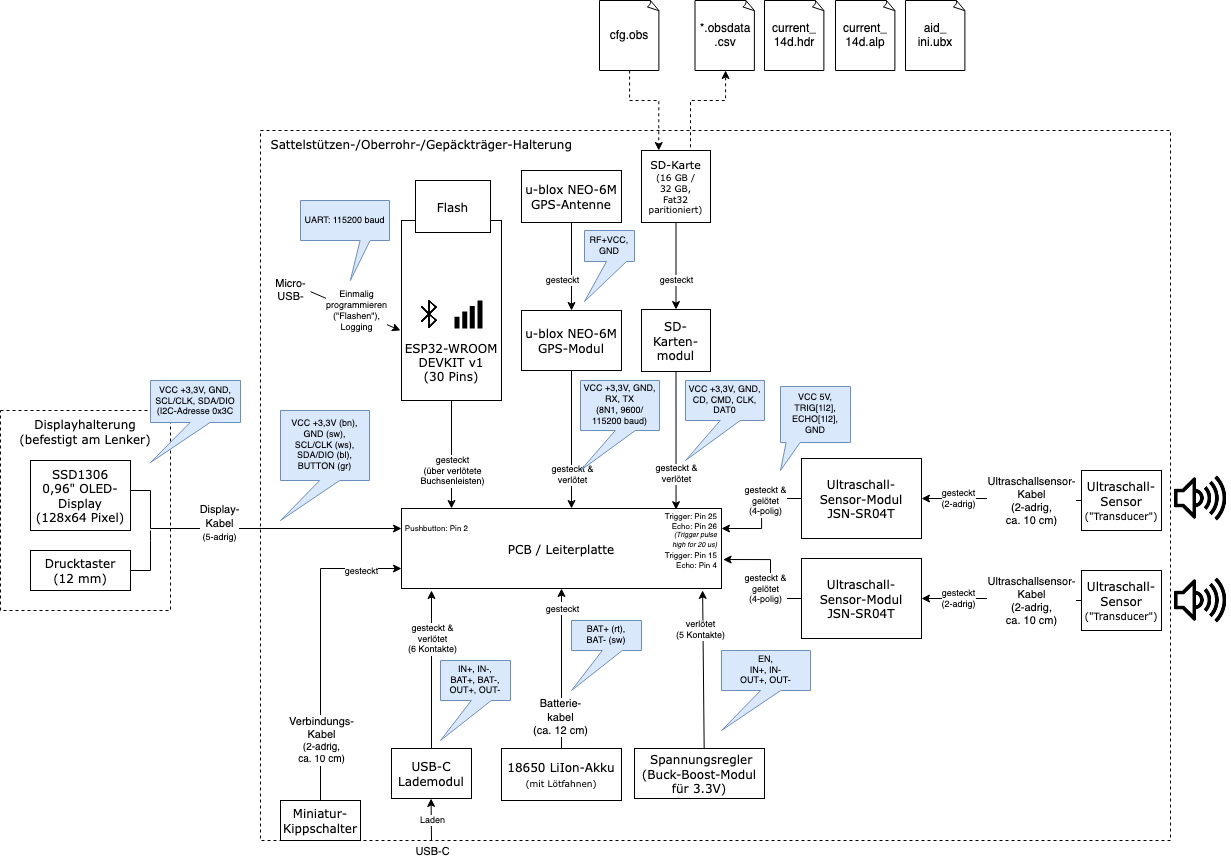 cfg.obs
*.obsdata
.csv
current_
14d.hdr
current_
14d.alp
aid_
ini.ubx
Sattelstützen-/Oberrohr-/Gepäckträger-Halterung
SD-Karte
(16 GB /
32 GB,
Fat32
paritioniert)
u-blox NEO-6M
GPS-Antenne
Flash
UART: 115200 baud
RF+VCC,
GND
gesteckt
gesteckt
Micro-
USB-
Einmalig
programmieren
("Flashen"),
Logging
ESP32-WROOM
DEVKIT v1
(30 Pins)
u-blox NEO-6M
GPS-Modul
SD-
Karten-
modul
VCC +3,3V, GND,
SCL/CLK, SDA/DIO
(I2C-Adresse 0x3C
VCC +3,3V, GND,
RX, TX
(8N1, 9600/
115200 baud)
VCC +3,3V, GND,
CD, CMD, CLK,
DAT0
VCC 5V,
TRIG[1I2],
ECHO[1I2],
GND
Displayhalterung
(befestigt am Lenker)
VCC +3,3V (bn),
GND (sw),
SCL/CLK (ws),
SDA/DIO (bl),
BUTTON (gr)
gesteckt
(über verlötete
Buchsenleisten)
gesteckt &
verlötet
gesteckt &
verlötet
SSD1306
0,96" OLED-
Display
(128x64 Pixel)
Drucktaster
(12 mm)
Display-
Kabel
(5-adrig)
Pushbutton: Pin 2
PCB / Leiterplatte
Trigger: Pin 25
Echo: Pin 26
(Trigger pulse
high for 20 us)
Trigger: Pin 15
Echo: Pin 4
gesteckt &
gelötet
(4-polig)
Ultraschall-
Sensor-Modul
JSN-SR04T
gesteckt
(2-adrig)
Ultraschallsensor-
Kabel
(2-adrig,
ca. 10 cm)
Ultraschall-
Sensor
("Transducer")
gesteckt &
gelötet
(4-polig)
Ultraschall-
Sensor-Modul
JSN-SR04T
gesteckt
(2-adrig)
Ultraschallsensor-
Kabel
(2-adrig,
ca. 10 cm)
Ultraschall-
Sensor
("Transducer")
gesteckt
gesteckt &
verlötet
(6 Kontakte)
gesteckt
verlötet
(5 Kontakte)
BAT+ (rt),
BAT- (sw)
IN+, IN-,
BAT+, BAT-,
OUT+, OUT-
EN,
IN+, IN-
OUT+, OUT-
Verbindungs-
Kabel
(2-adrig,
ca. 10 cm)
Batterie-
kabel
(ca. 12 cm)
USB-C
Lademodul
18650 LiIon-Akku
(mit Lötfahnen)
Spannungsregler
(Buck-Boost-Modul
für 3.3V)
Miniatur-
Kippschalter
Laden
USB-C